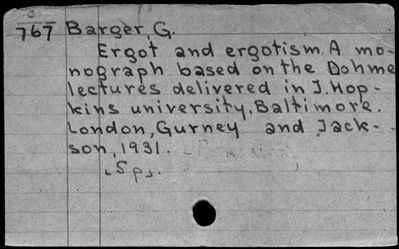 767 Barger, G.
Ergot and ergotism. A mo-
nograph based on the Dohme
lectures delivered in J. Hop-
kins university, Baltimore.
London, Gurney and Jack-
son, 1931.
Sp.